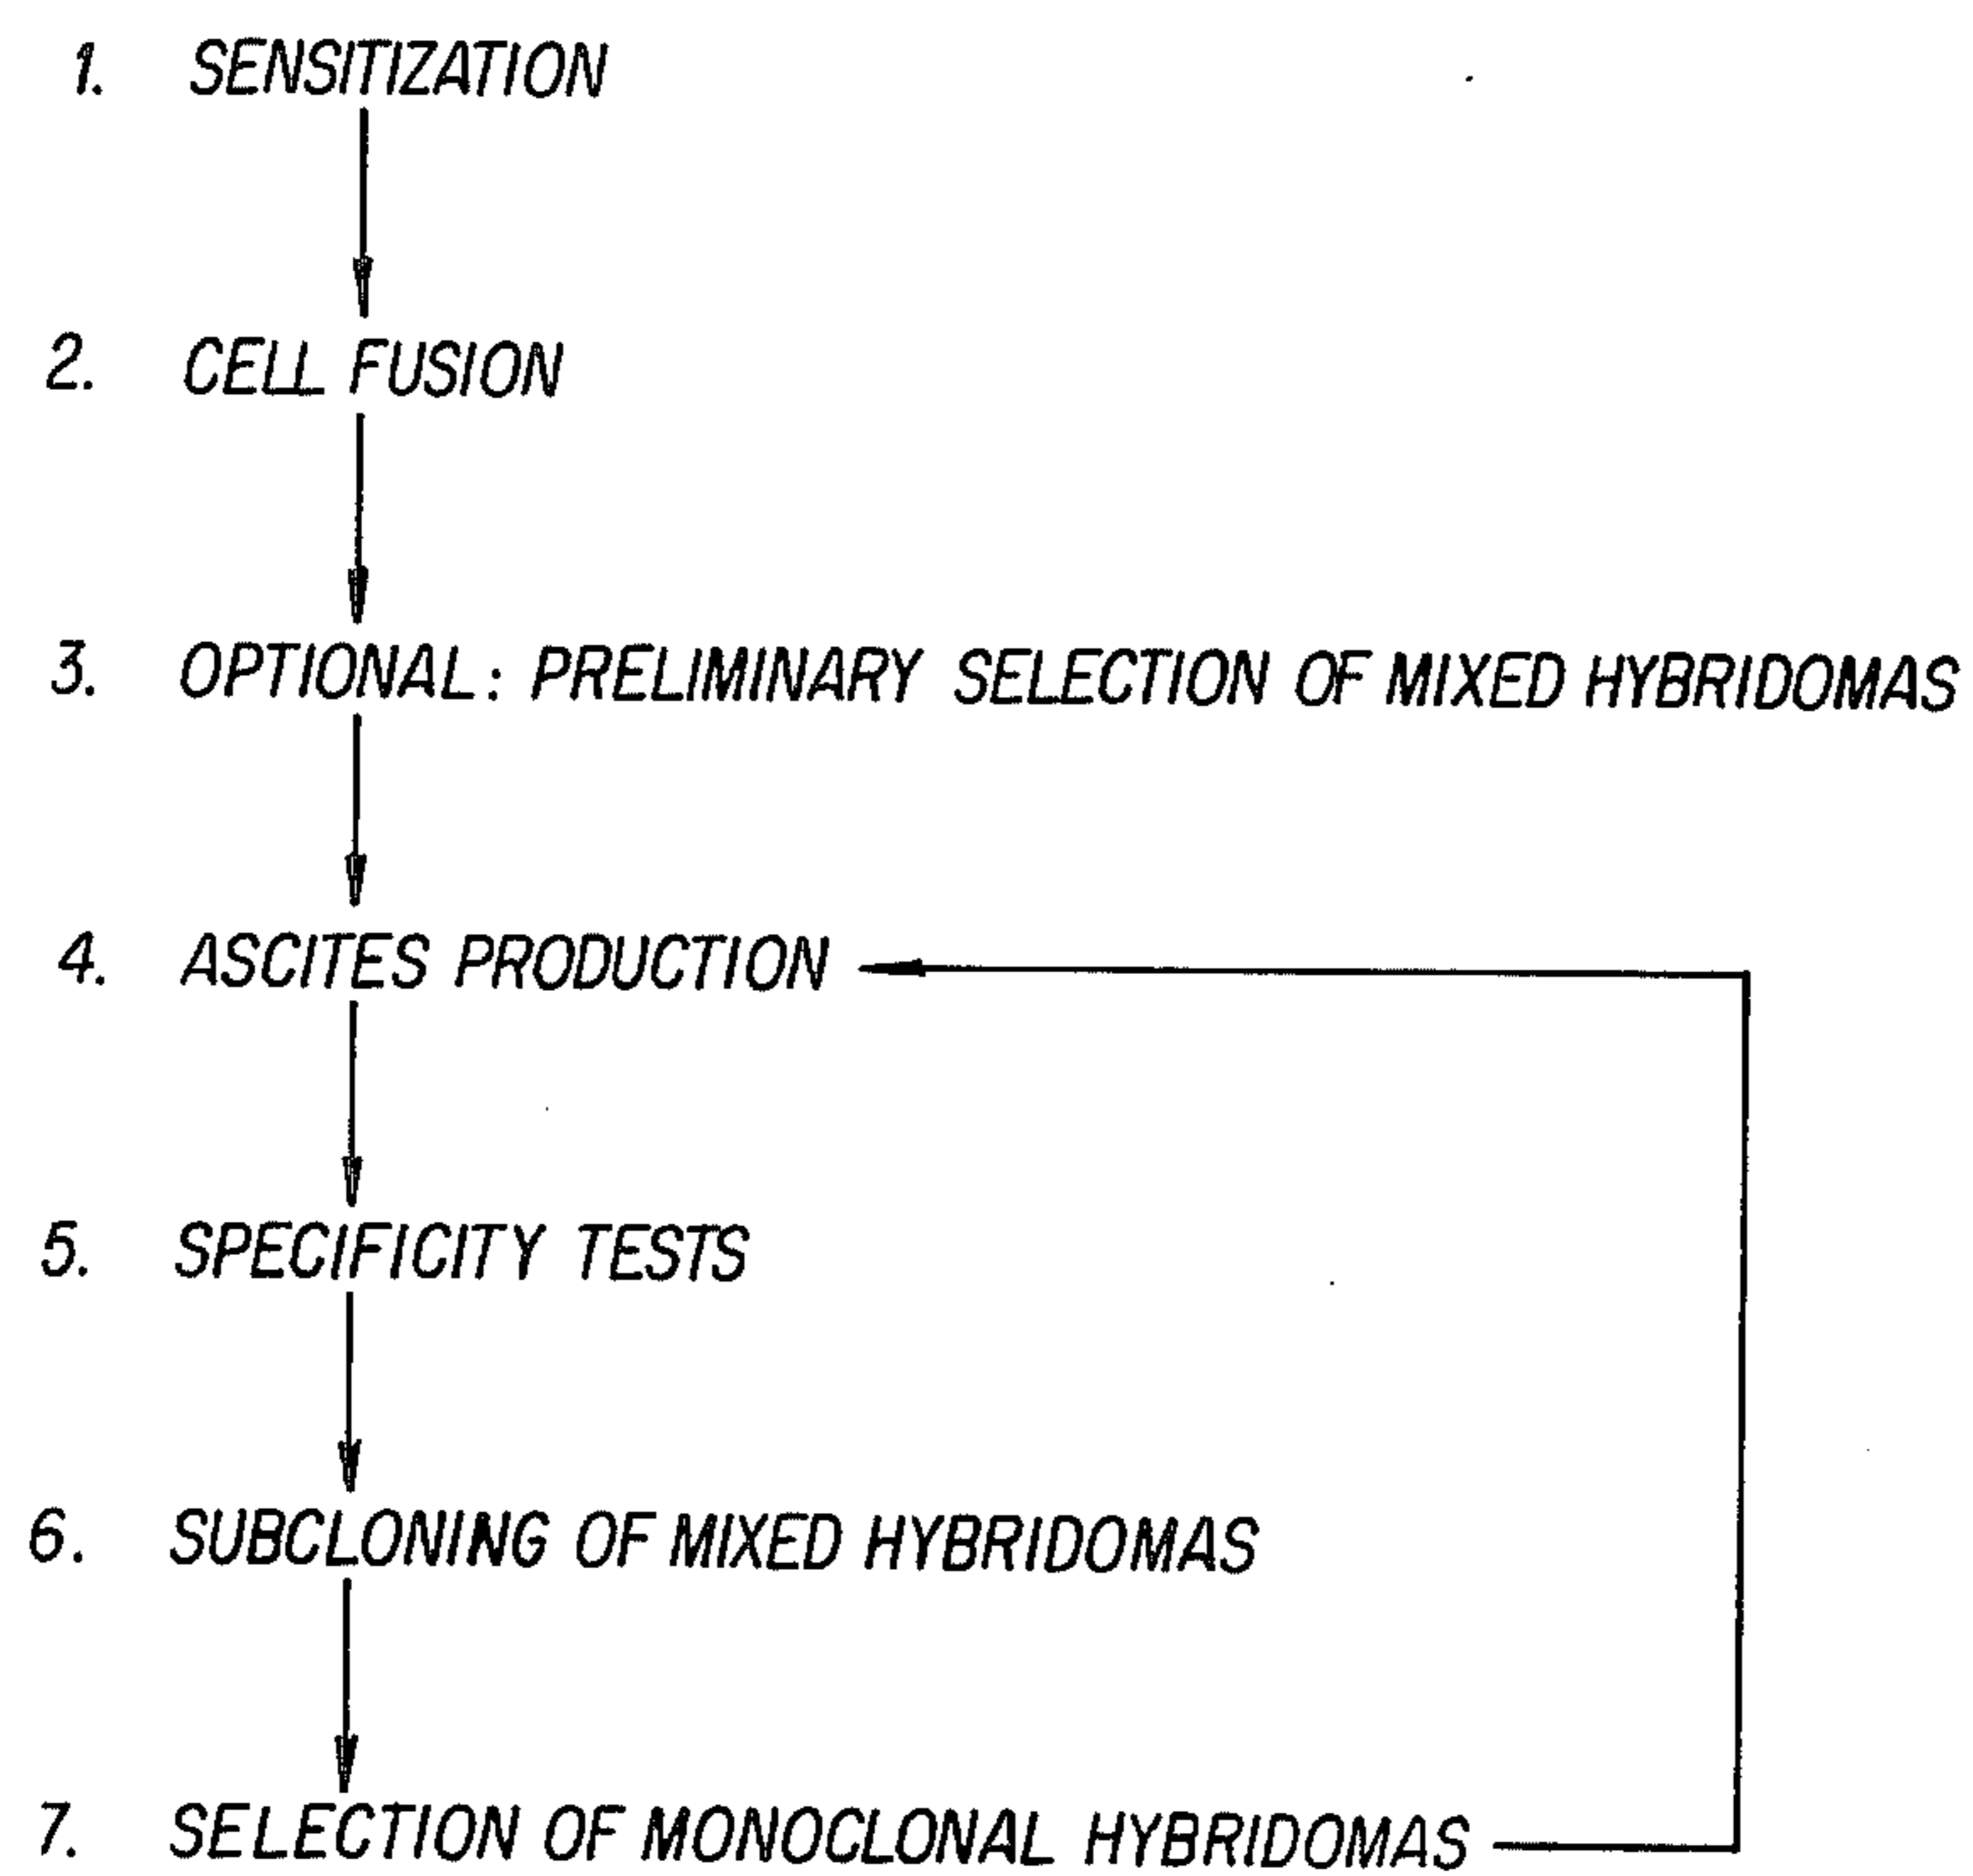 1. SENSITIZATION
2. CELL FUSION
3. OPTIONAL: PRELIMINARY SELECTION OF MIXED HYBRIDOMAS
4. ASCITES PRODUCTION
5. SPECIFICITY TESTS
6. SUBCLONING OF MIXED HYBRIDOMAS
7. SELECTION OF MONOCLONAL HYBRIDOMAS